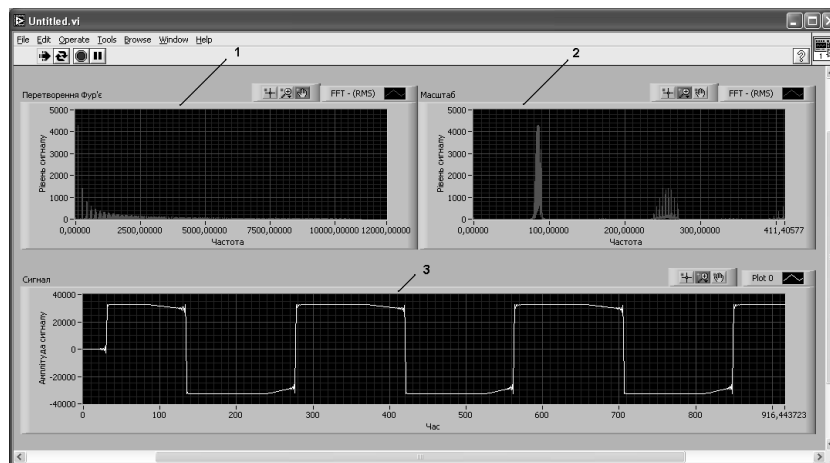 Untitled.vi
File Edit Operate Tools Browse Window Help
1
2
Перетворення Фур'є
FFT - (RMS)
Масштаб
FFT - (RMS)
Рівень сигналу
5000
4000
3000
2000
1000
0
0,00000 2500,00000 5000,00000 7500,00000 10000,00000 12000,00000
Частота
Рівень сигналу
5000
4000
3000
2000
1000
0
0,00000 100,00000 200,00000 300,00000 411,40577
Частота
3
Сигнал
Plot 0
Амплітуда сигналу
40000
20000
0
-20000
-40000
0 100 200 300 400 500 600 700 800 916,443723
Час